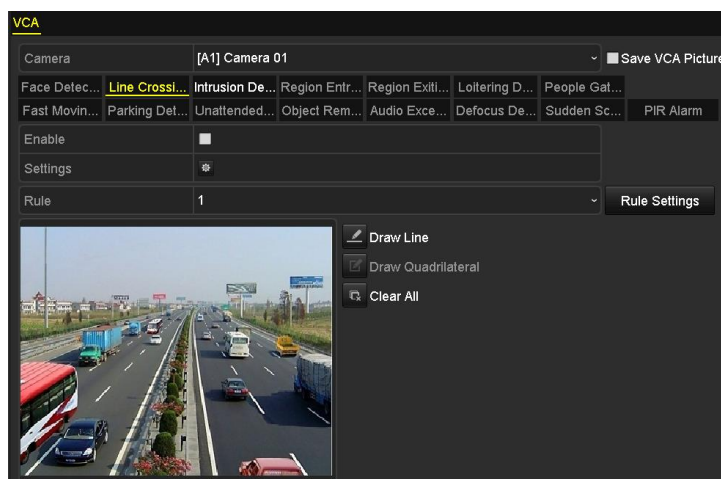 VCA
Camera [A1] Camera 01 Save VCA Picture
Face Detec... Line Crossi... Intrusion De... Region Entr... Region Exiti... Loitering D... People Gat...
Fast Movin... Parking Det... Unattended... Object Rem... Audio Exce... Defocus De... Sudden Sc... PIR Alarm
Enable
Settings
Rule 1 Rule Settings
Draw Line
Draw Quadrilateral
Clear All